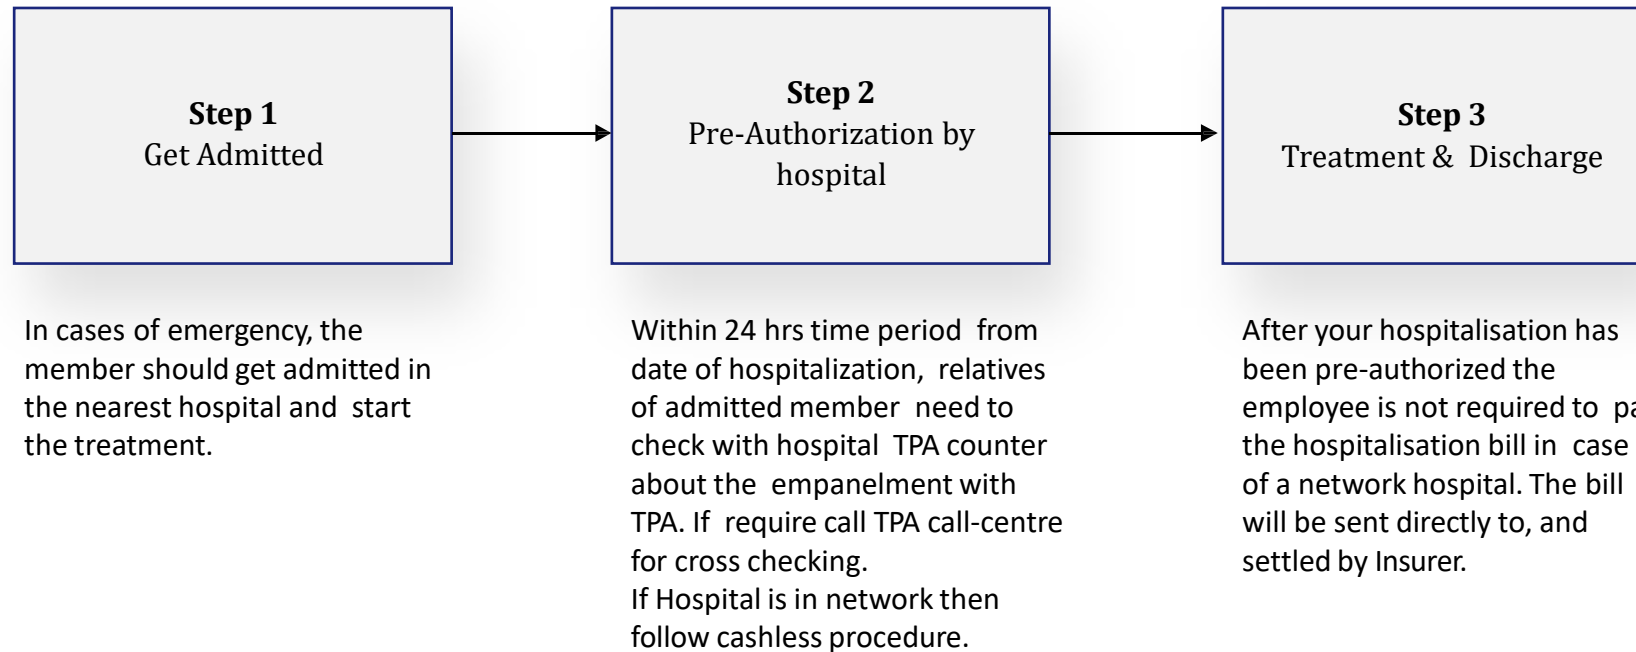 Step 1
Get Admitted
Step 2
Pre-Authorization by
hospital
Step 3
Treatment & Discharge
In cases of emergency, the
member should get admitted in
the nearest hospital and start
the treatment.
Within 24 hrs time period from
date of hospitalization, relatives
of admitted member need to
check with hospital TPA counter
about the empanelment with
TPA. If require call TPA call-centre
for cross checking.
If Hospital is in network then
follow cashless procedure.
After your hospitalisation has
been pre-authorized the
employee is not required to
the hospitalisation bill in case
of a network hospital. The bill
will be sent directly to, and
settled by Insurer.